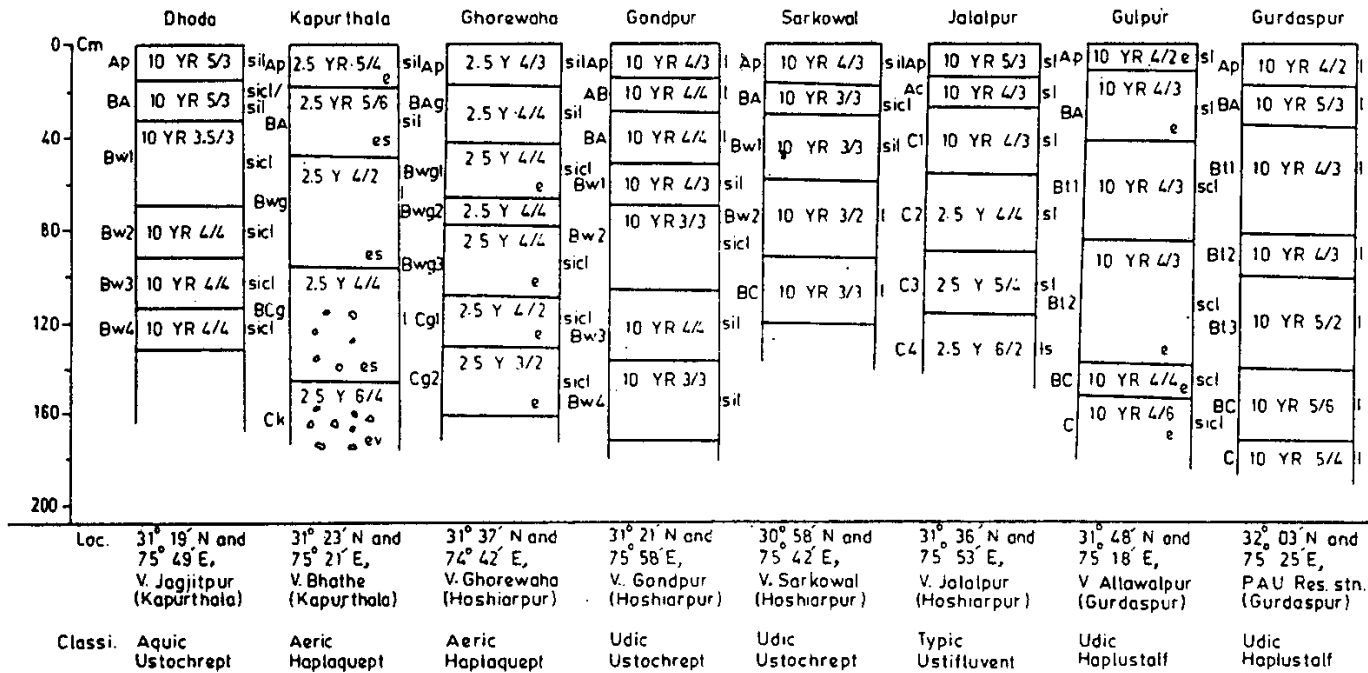 Dhoda Kapurthala Ghorewaha Gondpur Sarkowal Jalalpur Gulpur Gurdaspur
0 Cm
40
80
120
160
200
Ap 10 YR 5/3 sil
BA 10 YR 5/3 sicl/
sil
Bw1 10 YR 3.5/3 sicl
Bw2 10 YR 4/4 sicl
Bw3 10 YR 4/4 sicl
Bw4 10 YR 4/4 sicl
Ap 2.5 YR 5/4 e sil
BA 2.5 YR 5/6 es sil
Bwg 2.5 Y 4/2 es l
BCg 2.5 Y 4/4 es l
Ck 2.5 Y 6/4 ev
Ap 2.5 Y 4/3 sil
BAg 2.5 Y 4/4 sil
Bwg1 2.5 Y 4/4 e sicl
Bwg2 2.5 Y 4/4
Bwg3 2.5 Y 4/4 e sicl
Cg1 2.5 Y 4/2 e sicl
Cg2 2.5 Y 3/2 e sicl
Ap 10 YR 4/3 l
AB 10 YR 4/4 l
BA 10 YR 4/4 l
Bw1 10 YR 4/3 sil
Bw2 10 YR 3/3 sicl
Bw3 10 YR 4/4 sil
Bw4 10 YR 3/3 sil
Ap 10 YR 4/3 sil
BA 10 YR 3/3 sicl
Bw1 10 YR 3/3 sil
Bw2 10 YR 3/2 l
BC 10 YR 3/3 l
Ap 10 YR 5/3 sl
Ac 10 YR 4/3 sl
C1 10 YR 4/3 sl
C2 2.5 Y 4/4 sl
C3 2.5 Y 5/4 sl
C4 2.5 Y 6/2 ls
Ap 10 YR 4/2 e sl
BA 10 YR 4/3 e sl
Bt1 10 YR 4/3 scl
Bt2 10 YR 4/3 e scl
BC 10 YR 4/4 e scl
C 10 YR 4/6 e sicl
Ap 10 YR 4/2 l
BA 10 YR 5/3 l
Bt1 10 YR 4/3 l
Bt2 10 YR 4/3 l
Bt3 10 YR 5/2 l
BC 10 YR 5/6 l
C 10 YR 5/4 l
Loc. 31° 19′ N and 31° 23′ N and 31° 37′ N and 31° 21′ N and 30° 58′ N and 31° 36′ N and 31° 48′ N and 32° 03′ N and
75° 49′ E, 75° 21′ E, 74° 42′ E, 75° 58′ E, 75° 42′ E, 75° 53′ E, 75° 18′ E, 75° 25′ E,
V. Jagjitpur V. Bhathe V. Ghorewaha V. Gondpur V. Sarkowal V. Jalalpur V Allawalpur PAU Res. stn.
(Kapurthala) (Kapurthala) (Hoshiarpur) (Hoshiarpur) (Hoshiarpur) (Hoshiarpur) (Gurdaspur) (Gurdaspur)
Classi. Aquic Aeric Aeric Udic Udic Typic Udic Udic
Ustochrept Haplaquept Haplaquept Ustochrept Ustochrept Ustifluvent Haplustalf Haplustalf